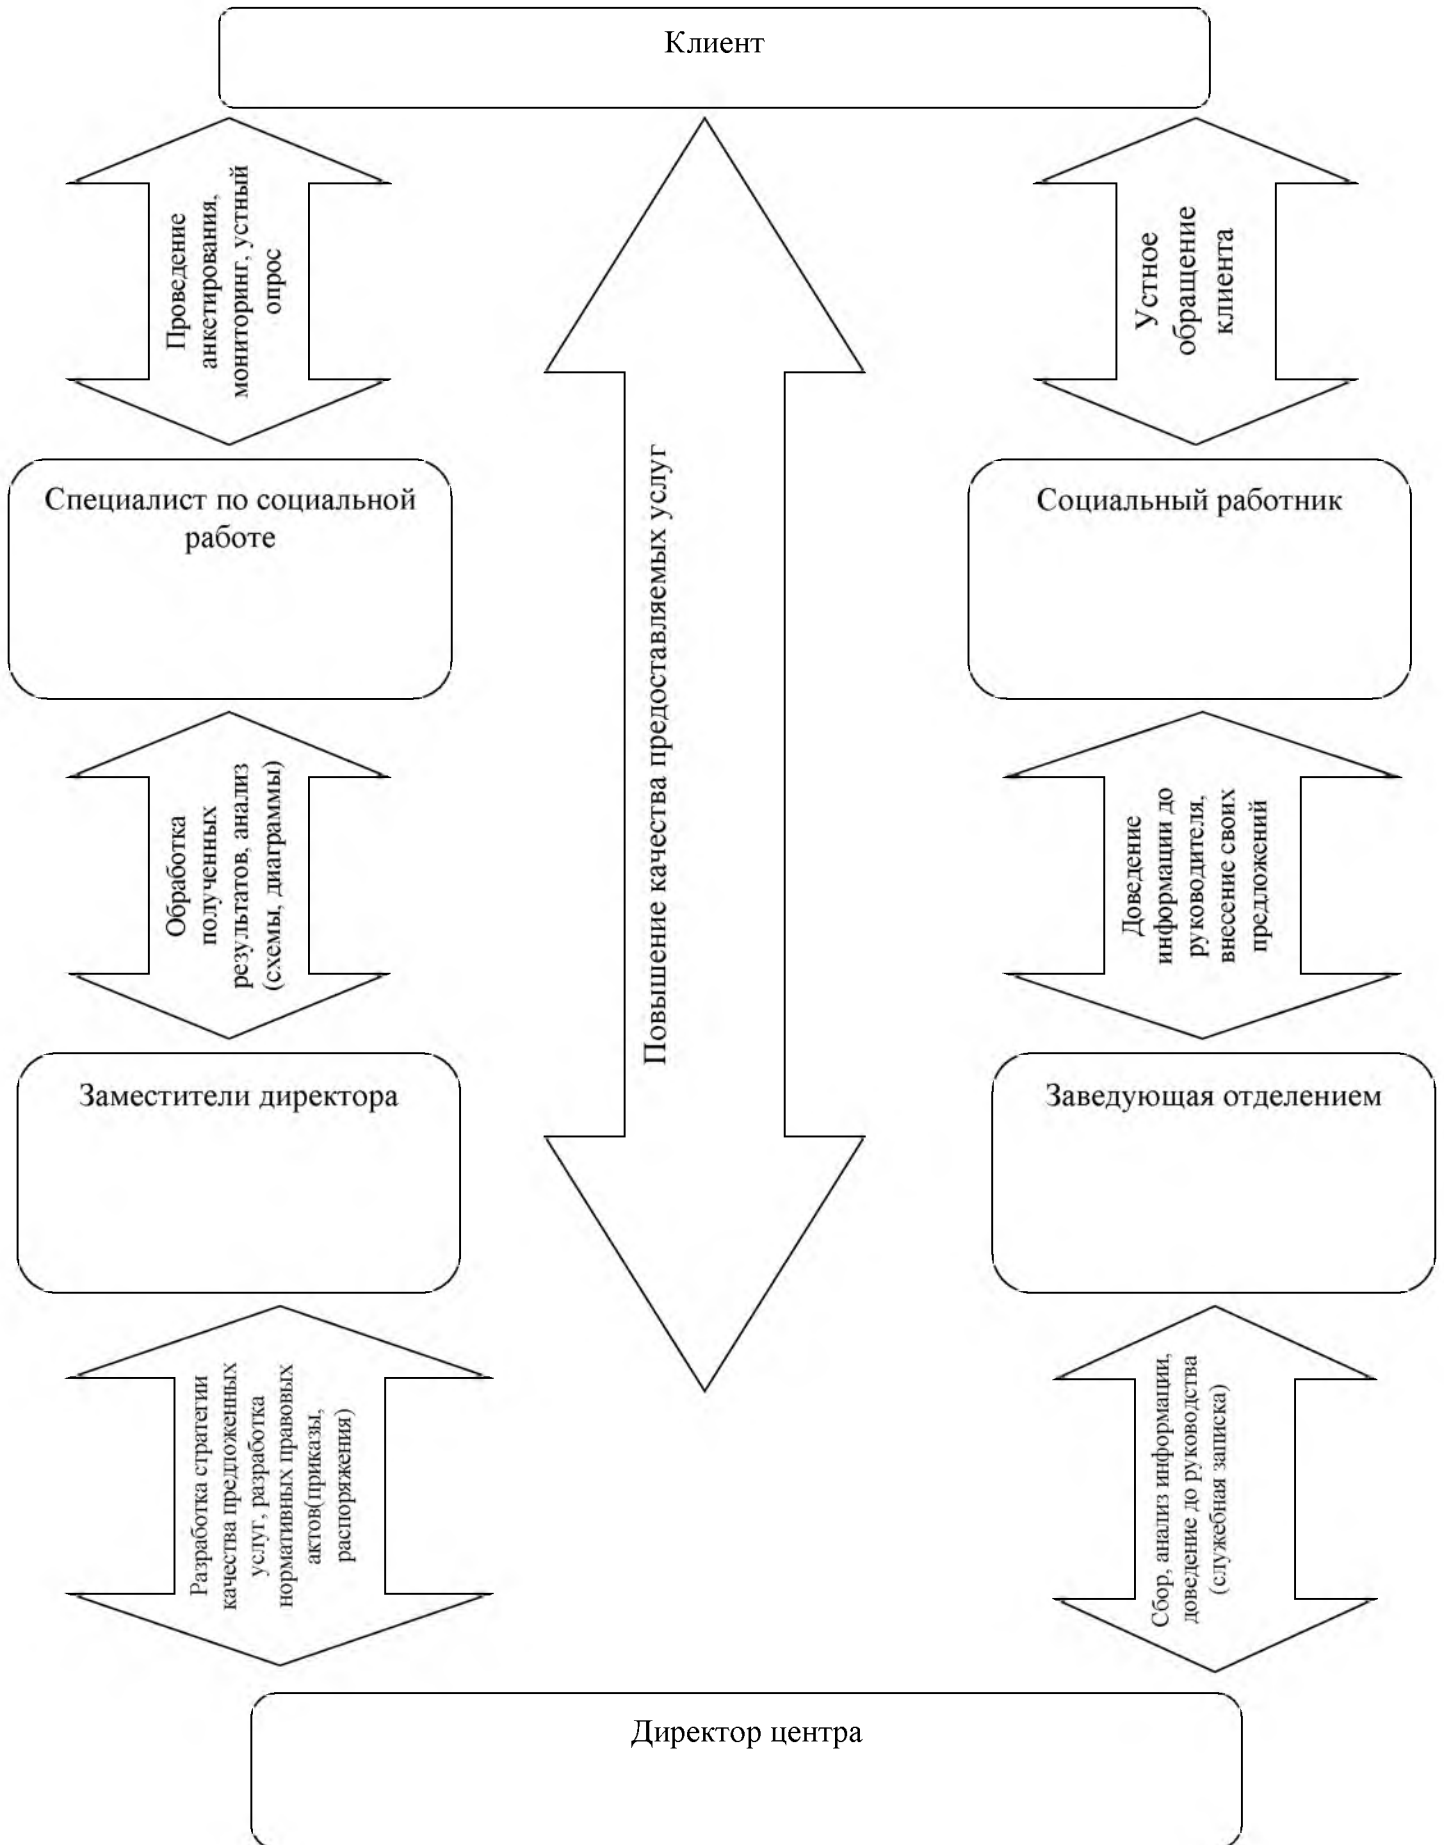 Клиент
Проведение
анкетирования,
мониторинг, устный
опрос
Устное
обращение
клиента
Повышение качества предоставляемых услуг
Специалист по социальной
работе
Социальный работник
Обработка
полученных
результатов, анализ
(схемы, диаграммы)
Доведение
информации до
руководителя,
внесение своих
предложений
Заместители директора
Заведующая отделением
Разработка стратегии
качества предложенных
услуг, разработка
нормативных правовых
актов(приказы,
распоряжения)
Сбор, анализ информации,
доведение до руководства
(служебная записка)
Директор центра